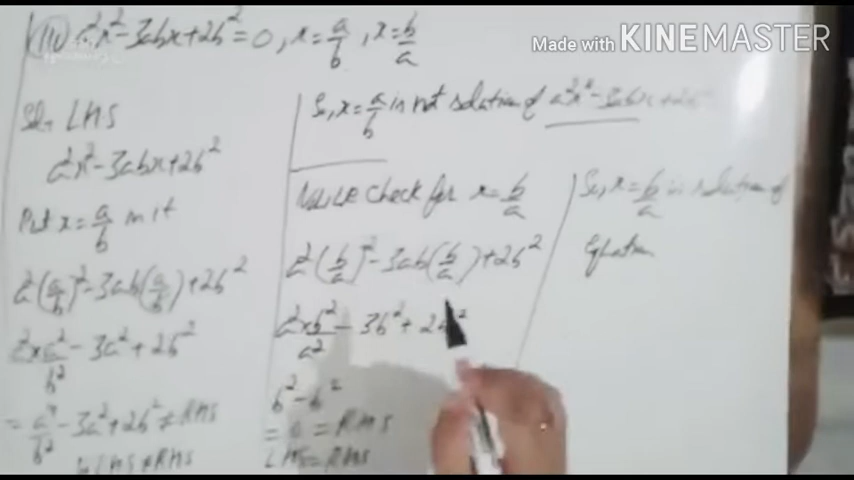 Made with KINEMASTER
(iii) a²x²-3abx+2b²=0, x=a/b, x=b/a
Sol- LHS
a²x²-3abx+2b²
Put x=a/b in it
a²(a/b)²-3ab(a/b)+2b²
a²×a²/b² -3a²+2b²
= a⁴/b² -3a²+2b² ≠ RHS
LHS≠RHS
So, x=a/b is not solution of a²x²-3abx+2b²
check for x=b/a
a²(b/a)²-3ab(b/a)+2b²
a²×b²/a² - 3b²+2b²
b²-b²
= 0 = RHS
LHS=RHS
So, x=b/a is solution of
Equation